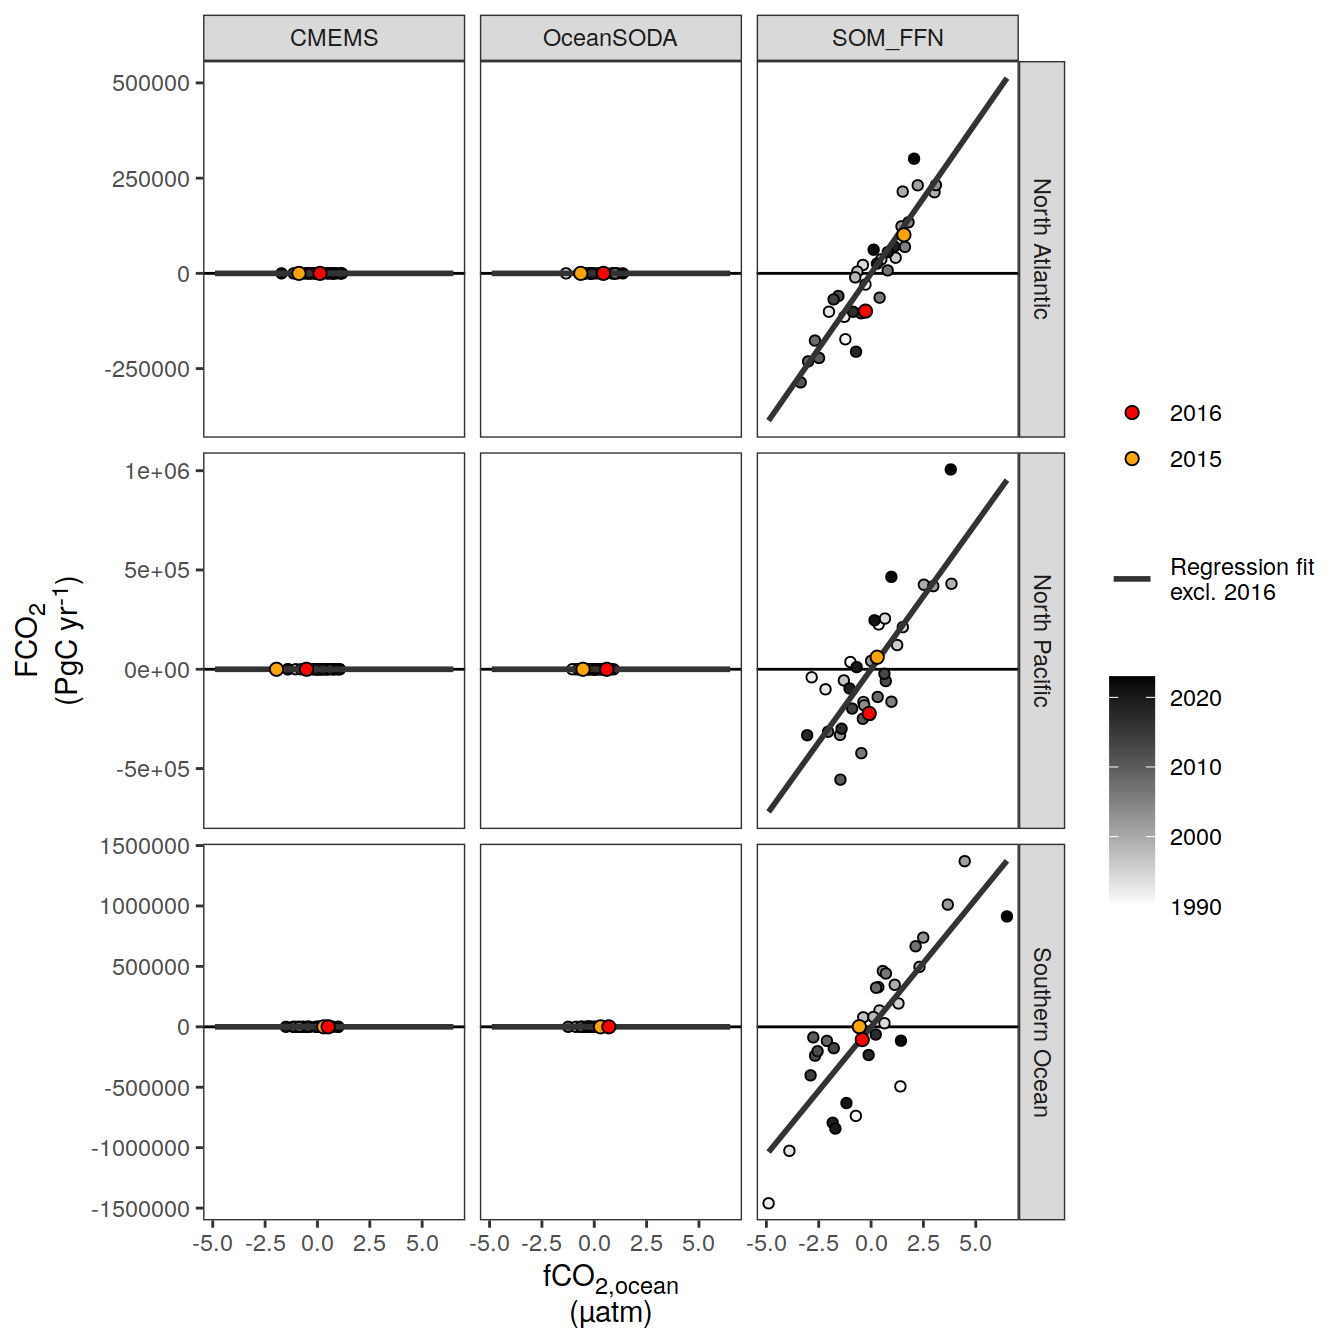 CMEMS
OceanSODA
SOM_FFN
500000
250000
0
-250000
North Atlantic
1e+06
5e+05
0e+00
-5e+05
North Pacific
1500000
1000000
500000
0
-500000
-1000000
-1500000
Southern Ocean
-5.0 -2.5 0.0 2.5 5.0
-5.0 -2.5 0.0 2.5 5.0
-5.0 -2.5 0.0 2.5 5.0
fCO2,ocean
(µatm)
FCO2
(PgC yr-1)
2016
2015
Regression fit
excl. 2016
2020
2010
2000
1990